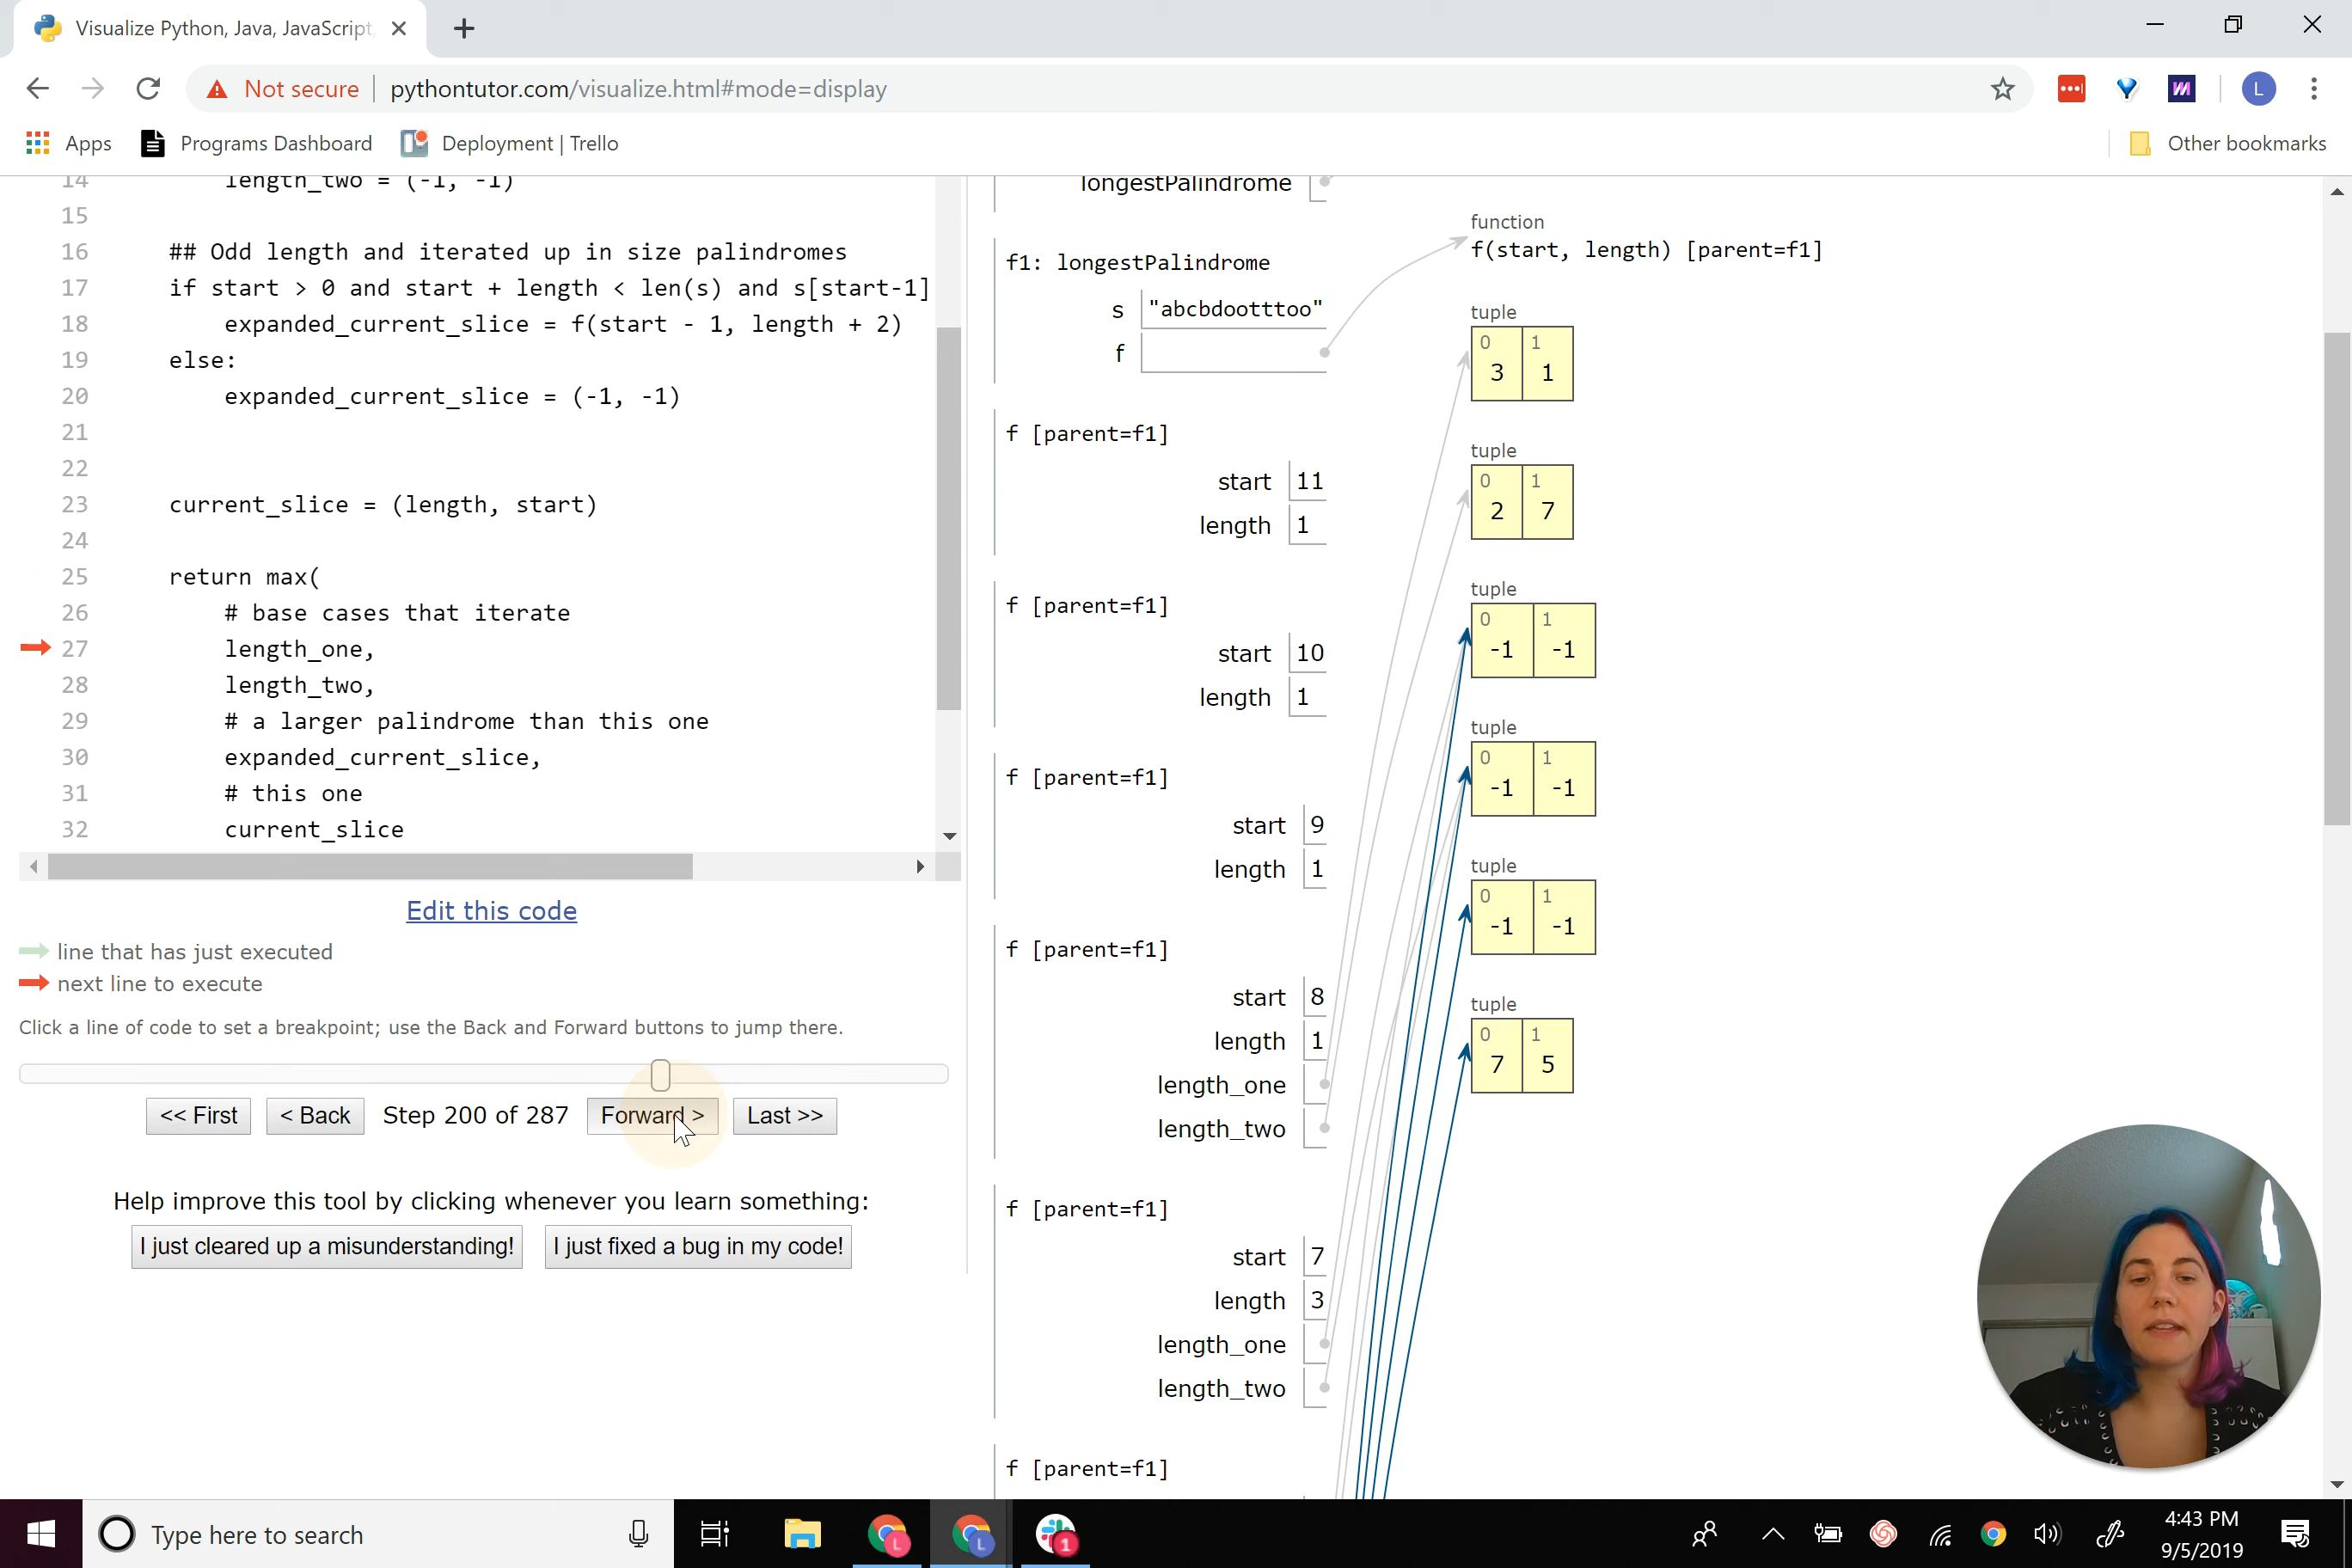 Visualize Python, Java, JavaScript,
Not secure
pythontutor.com/visualize.html#mode=display
L
Apps
Programs Dashboard
Deployment | Trello
Other bookmarks
14 length_two = (-1, -1)
15
16 ## Odd length and iterated up in size palindromes
17 if start > 0 and start + length < len(s) and s[start-1]
18 expanded_current_slice = f(start - 1, length + 2)
19 else:
20 expanded_current_slice = (-1, -1)
21
22
23 current_slice = (length, start)
24
25 return max(
26 # base cases that iterate
27 length_one,
28 length_two,
29 # a larger palindrome than this one
30 expanded_current_slice,
31 # this one
32 current_slice
Edit this code
line that has just executed
next line to execute
Click a line of code to set a breakpoint; use the Back and Forward buttons to jump there.
<< First
< Back
Step 200 of 287
Forward >
Last >>
Help improve this tool by clicking whenever you learn something:
I just cleared up a misunderstanding!
I just fixed a bug in my code!
longestPalindrome
f1: longestPalindrome
s "abcbdootttoo"
f
f [parent=f1]
start 11
length 1
f [parent=f1]
start 10
length 1
f [parent=f1]
start 9
length 1
f [parent=f1]
start 8
length 1
length_one
length_two
f [parent=f1]
start 7
length 3
length_one
length_two
f [parent=f1]
function
f(start, length) [parent=f1]
tuple
0 1
3 1
tuple
0 1
2 7
tuple
0 1
-1 -1
tuple
0 1
-1 -1
tuple
0 1
-1 -1
tuple
0 1
7 5
Type here to search
L
L
1
4:43 PM
9/5/2019